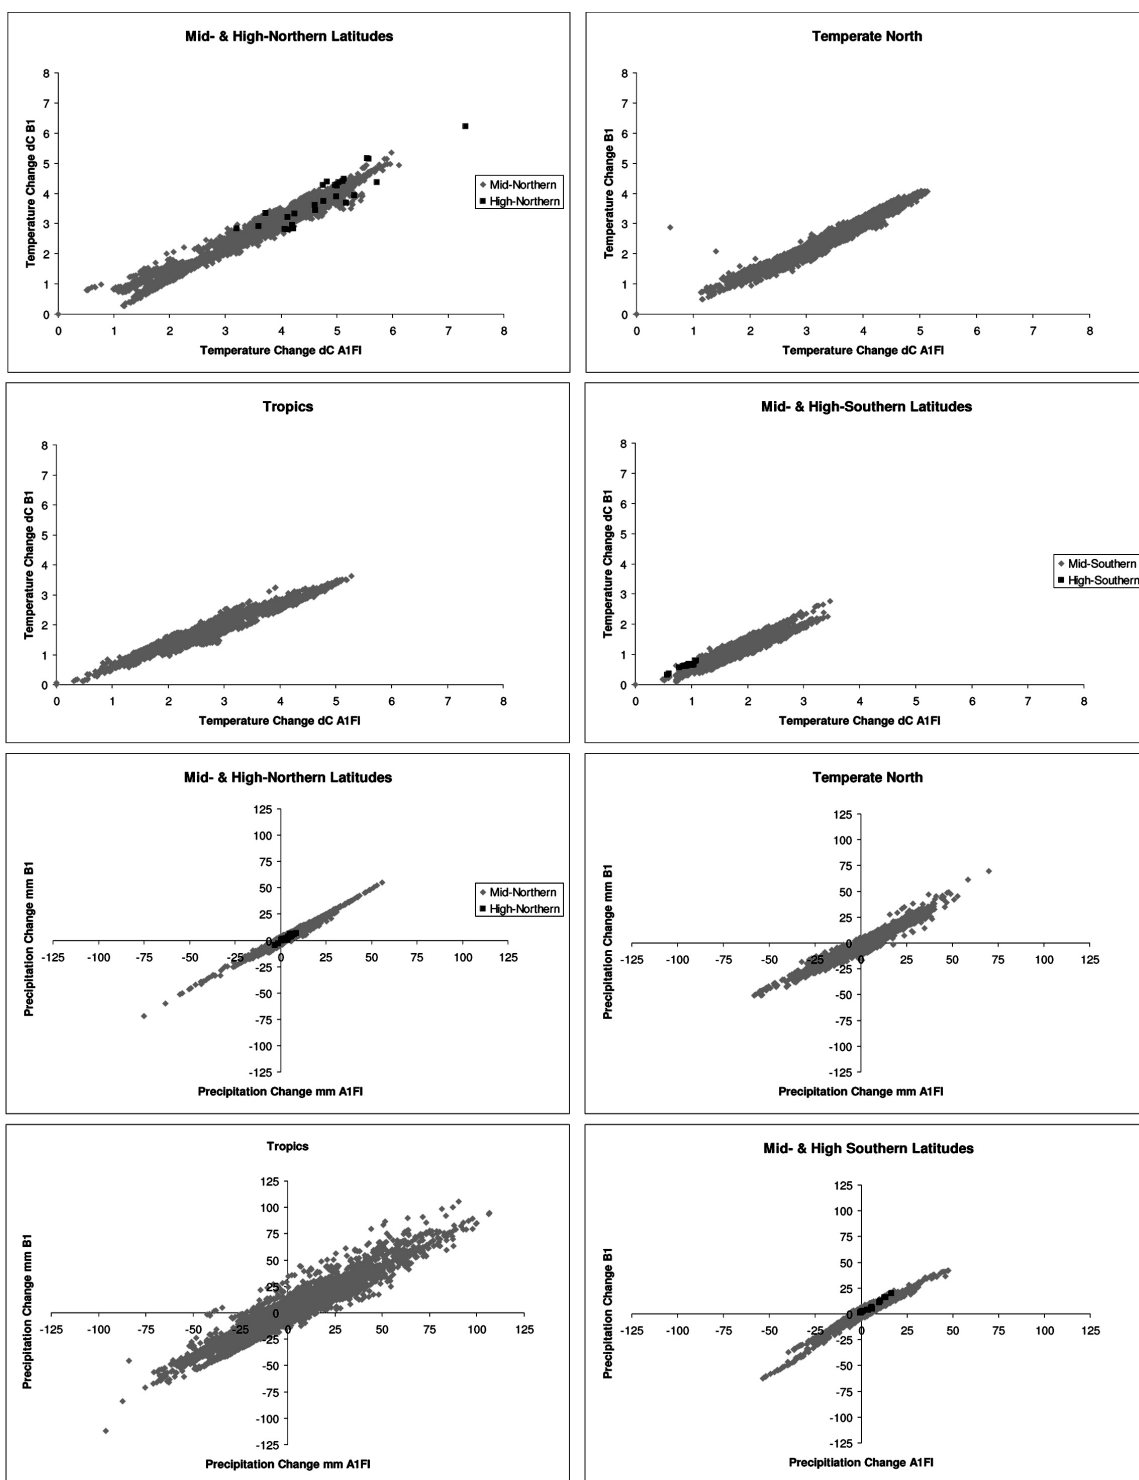 Mid- & High-Northern Latitudes
8
7
6
5
4
3
2
1
0
0 1 2 3 4 5 6 7 8
Temperature Change dC B1
Temperature Change dC A1FI
Mid-Northern
High-Northern
Temperate North
8
7
6
5
4
3
2
1
0
0 1 2 3 4 5 6 7 8
Temperature Change B1
Temperature Change dC A1FI
Tropics
8
7
6
5
4
3
2
1
0
0 1 2 3 4 5 6 7 8
Temperature Change dC B1
Temperature Change dC A1FI
Mid- & High-Southern Latitudes
8
7
6
5
4
3
2
1
0
0 1 2 3 4 5 6 7 8
Temperature Change dC B1
Temperature Change dC A1FI
Mid-Southern
High-Southern
Mid- & High-Northern Latitudes
125
100
75
50
25
0
-25
-50
-75
-100
-125
-125 -100 -75 -50 -25 0 25 50 75 100 125
Precipitation Change mm B1
Precipitation Change mm A1FI
Mid-Northern
High-Northern
Temperate North
125
100
75
50
25
0
-25
-50
-75
-100
-125
-125 -100 -75 -50 -25 0 25 50 75 100 125
Precipitation Change mm B1
Precipitation Change mm A1FI
Tropics
125
100
75
50
25
0
-25
-50
-75
-100
-125
-125 -100 -75 -50 -25 0 25 50 75 100 125
Precipitation Change mm B1
Precipitation Change mm A1FI
Mid- & High Southern Latitudes
125
100
75
50
25
0
-25
-50
-75
-100
-125
-125 -100 -75 -50 -25 0 25 50 75 100 125
Precipitation Change B1
Precipitiation Change A1FI